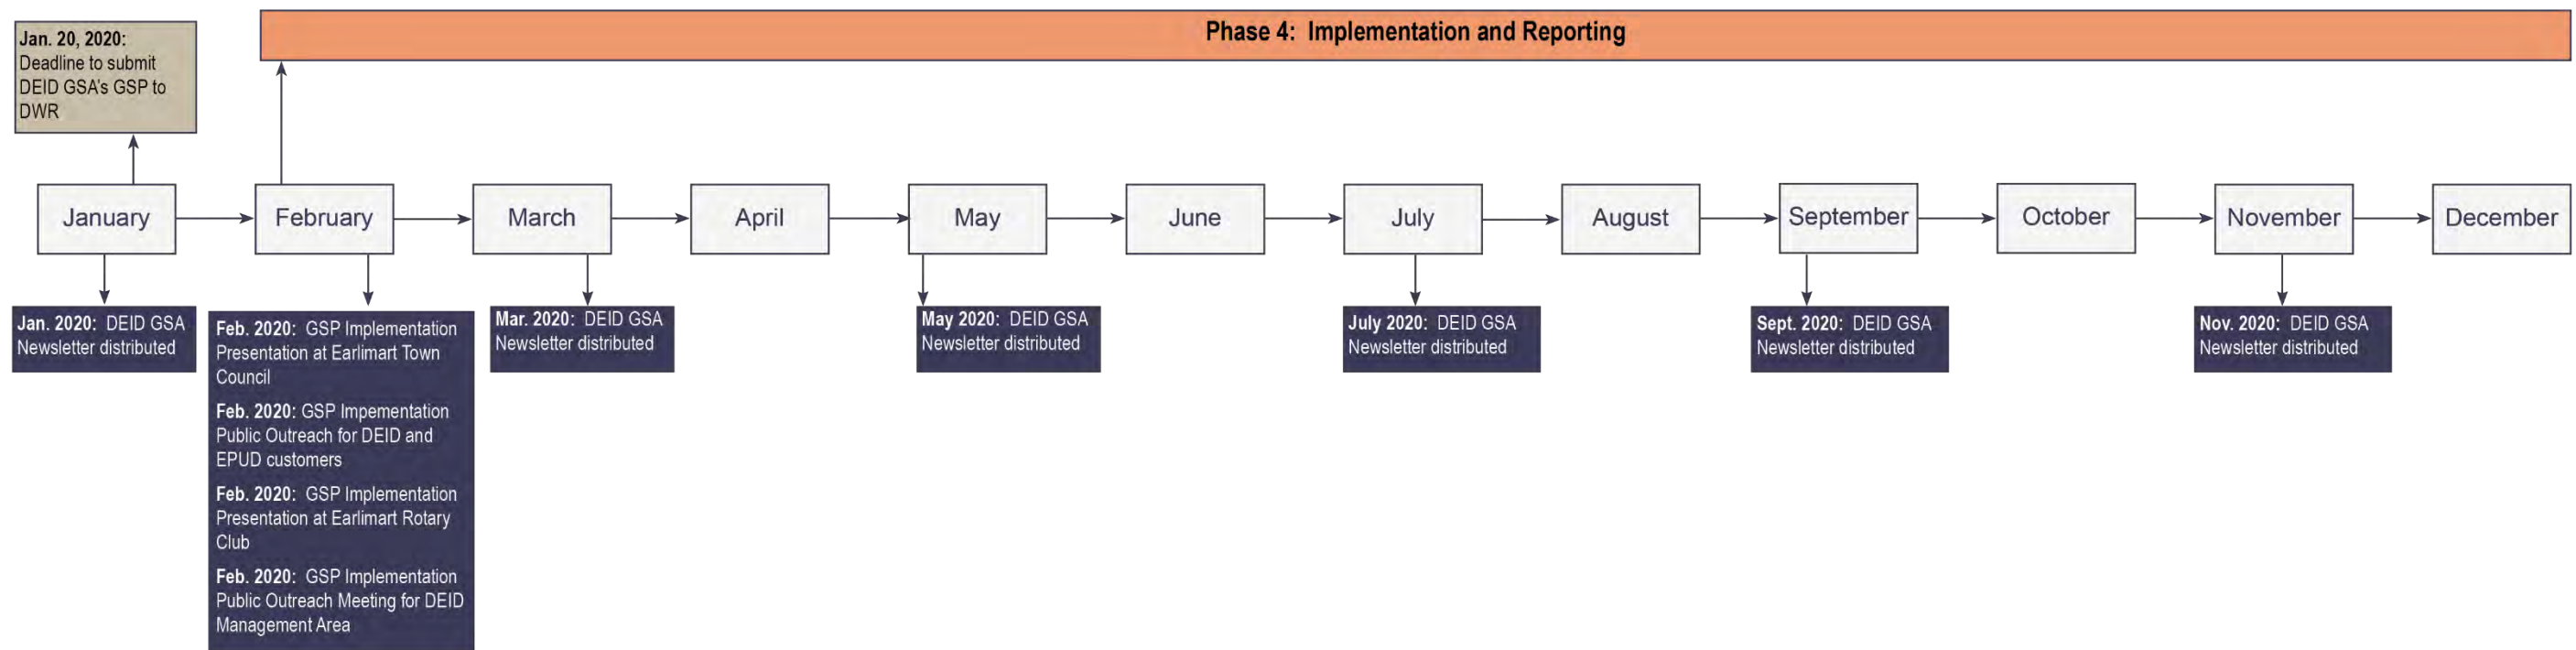 Phase 4:  Implementation and Reporting
Jan. 20, 2020:
Deadline to submit
DEID GSA's GSP to
DWR
January
February
March
April
May
June
July
August
September
October
November
December
Jan. 2020:  DEID GSA
Newsletter distributed
Feb. 2020:  GSP Implementation
Presentation at Earlimart Town
Council
Feb. 2020: GSP Impementation
Public Outreach for DEID and
EPUD customers
Feb. 2020:  GSP Implementation
Presentation at Earlimart Rotary
Club
Feb. 2020:  GSP Implementation
Public Outreach Meeting for DEID
Management Area
Mar. 2020:  DEID GSA
Newsletter distributed
May 2020:  DEID GSA
Newsletter distributed
July 2020:  DEID GSA
Newsletter distributed
Sept. 2020:  DEID GSA
Newsletter distributed
Nov. 2020:  DEID GSA
Newsletter distributed